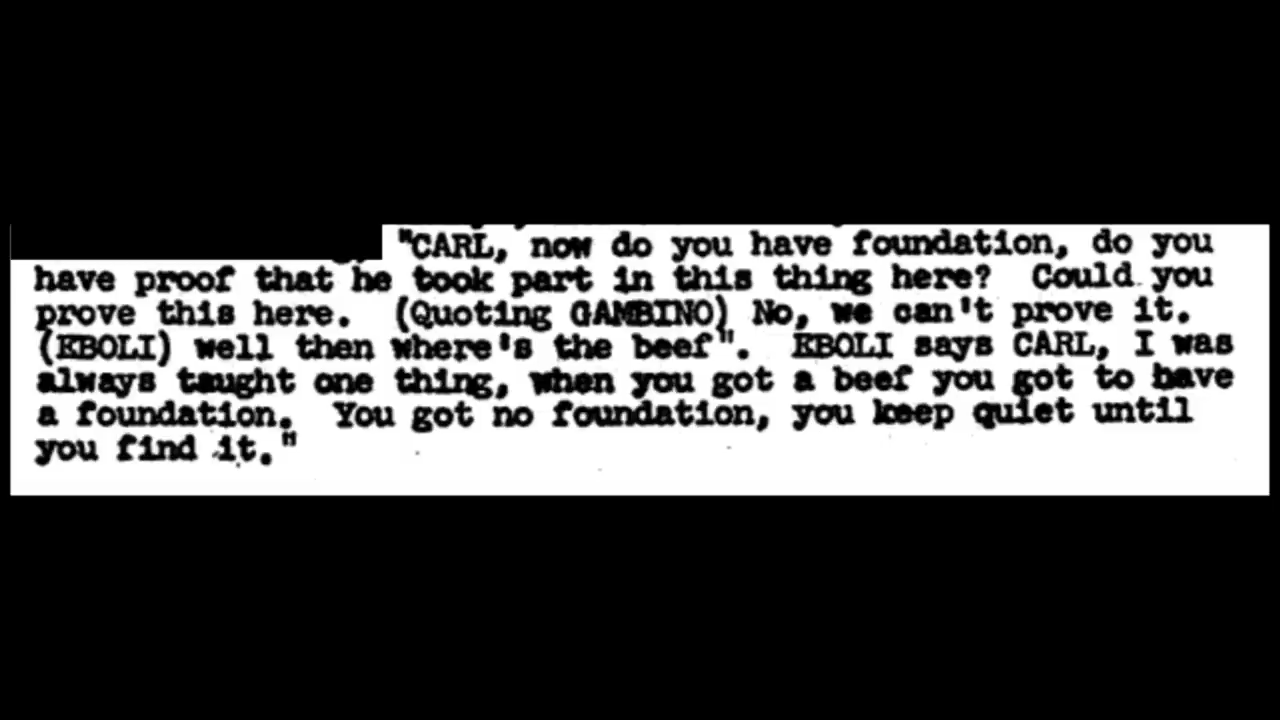 "CARL, now do you have foundation, do you
have proof that he took part in this thing here?  Could you
prove this here.  (Quoting GAMBINO) No, we can't prove it.
(EBOLI) well then where's the beef".  EBOLI says CARL, I was
always taught one thing, when you got a beef you got to have
a foundation.  You got no foundation, you keep quiet until
you find it."